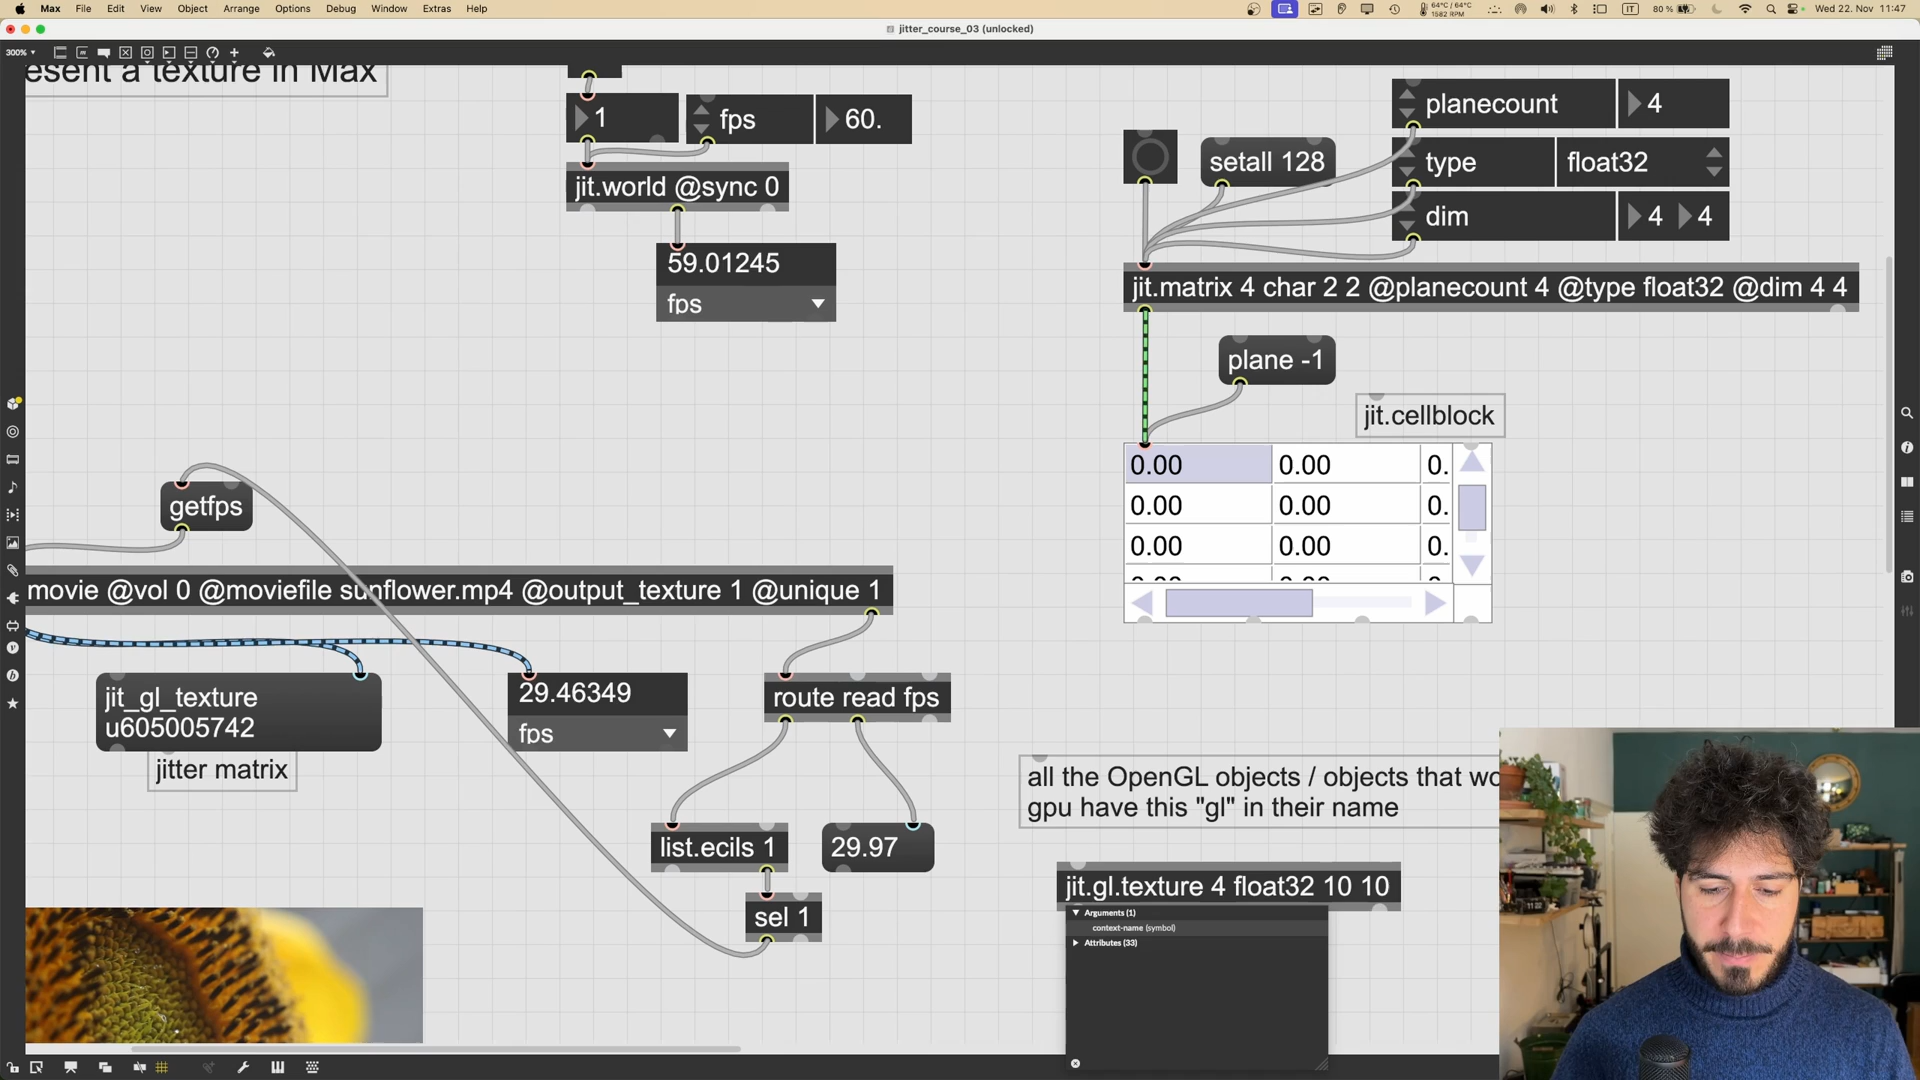 Max File Edit View Object Arrange Options Debug Window Extras Help
64°C / 64°C
1582 RPM
IT
80 %
Wed 22. Nov 11:47
jitter_course_03 (unlocked)
300%
esent a texture in Max
1
fps
60.
jit.world @sync 0
59.01245
fps
setall 128
planecount
4
type
float32
dim
4
4
jit.matrix 4 char 2 2 @planecount 4 @type float32 @dim 4 4
plane -1
jit.cellblock
0.00 0.00 0.
0.00 0.00 0.
0.00 0.00 0.
getfps
movie @vol 0 @moviefile sunflower.mp4 @output_texture 1 @unique 1
jit_gl_texture
u605005742
jitter matrix
29.46349
fps
route read fps
list.ecils 1
29.97
sel 1
all the OpenGL objects / objects that wo
gpu have this "gl" in their name
jit.gl.texture 4 float32 10 10
Arguments (1)
context-name (symbol)
Attributes (33)